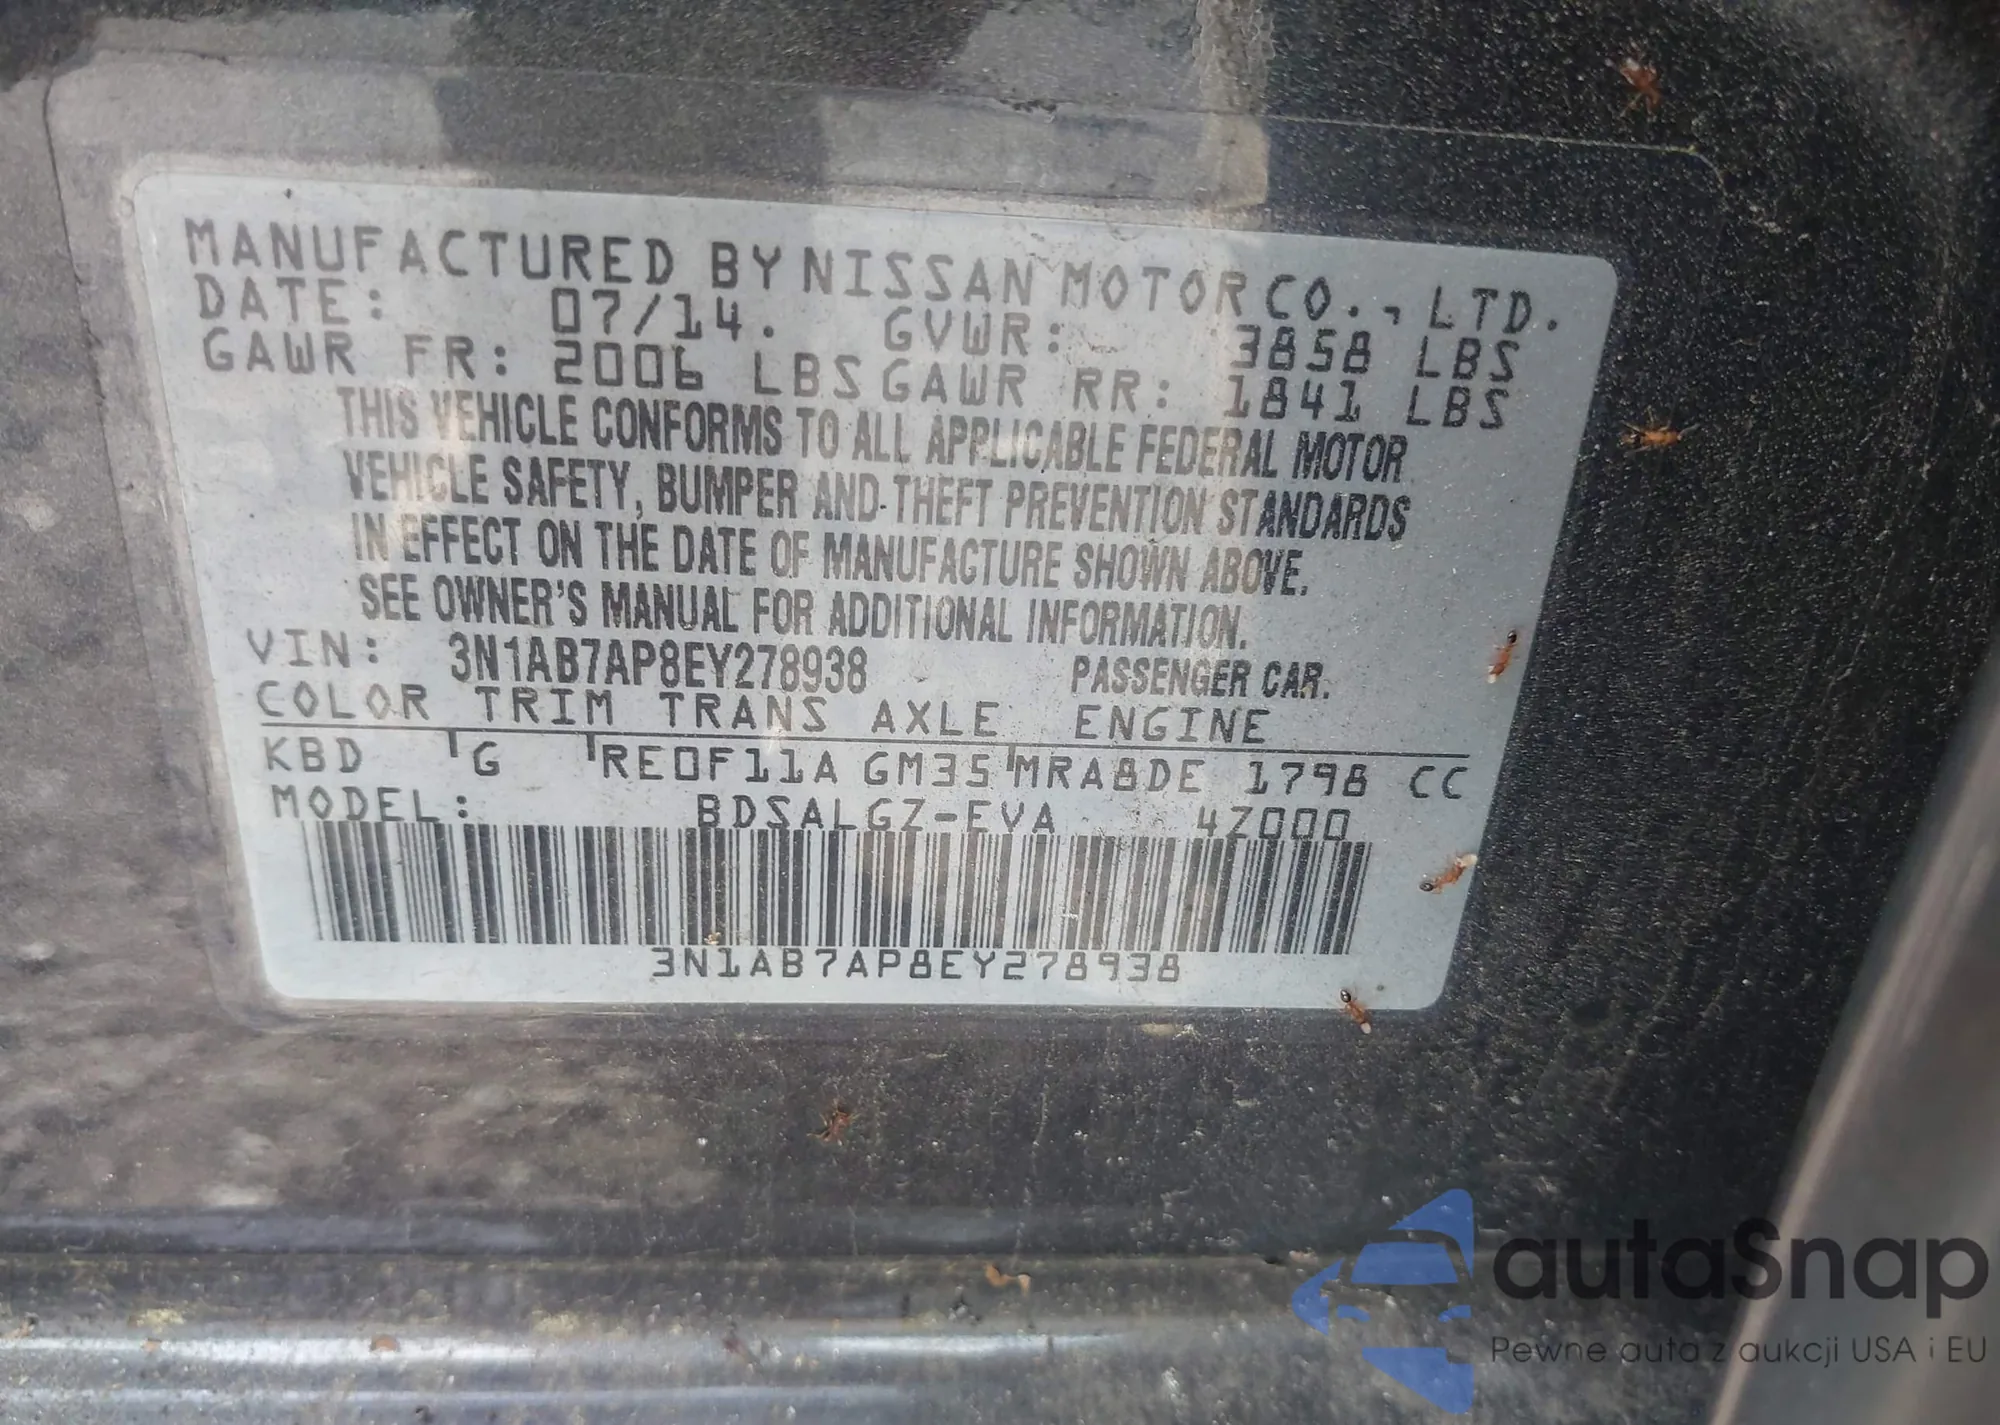 MANUFACTURED BY NISSAN MOTOR CO., LTD.
DATE: 07/14. GVWR: 3858 LBS
GAWR FR: 2006 LBS GAWR RR: 1841 LBS
THIS VEHICLE CONFORMS TO ALL APPLICABLE FEDERAL MOTOR
VEHICLE SAFETY, BUMPER AND THEFT PREVENTION STANDARDS
IN EFFECT ON THE DATE OF MANUFACTURE SHOWN ABOVE.
SEE OWNER'S MANUAL FOR ADDITIONAL INFORMATION.
VIN: 3N1AB7AP8EY278938 PASSENGER CAR.
COLOR TRIM TRANS AXLE ENGINE
KBD G RE0F11A GM35 MRA8DE 1798 CC
MODEL: BDSALGZ-EVA 4Z000
3N1AB7AP8EY278938
autaSnap
Pewne auta z aukcji USA i EU